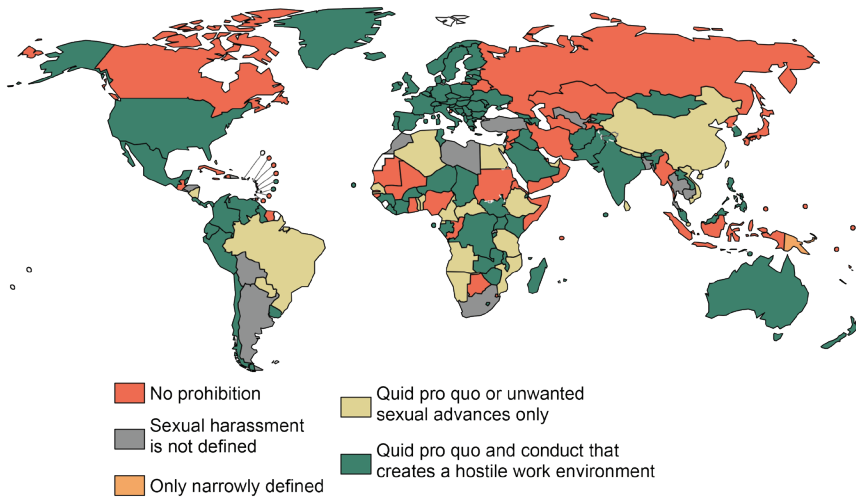 No prohibition
Sexual harassment
is not defined
Only narrowly defined
Quid pro quo or unwanted
sexual advances only
Quid pro quo and conduct that
creates a hostile work environment